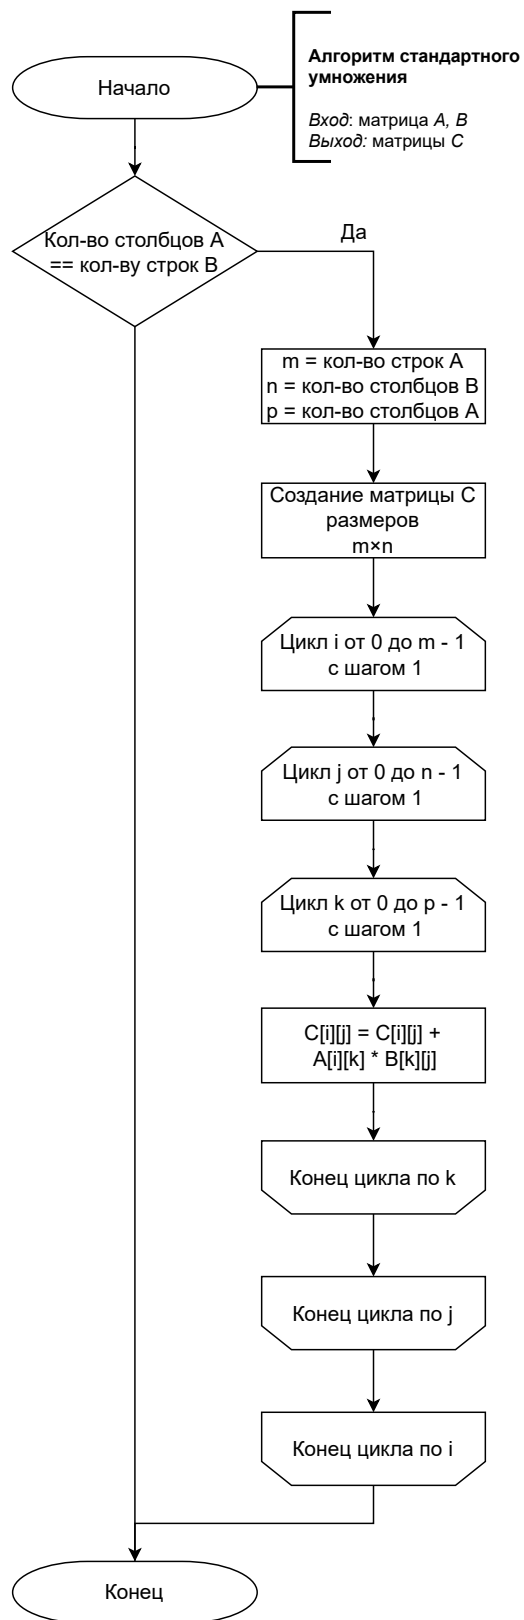 Начало
Алгоритм стандартного
умножения
Вход: матрица A, B
Выход: матрицы C
Кол-во столбцов A
== кол-ву строк B
Да
m = кол-во строк A
n = кол-во столбцов B
p = кол-во столбцов A
Создание матрицы C
размеров
m×n
Цикл i от 0 до m - 1
с шагом 1
Цикл j от 0 до n - 1
с шагом 1
Цикл k от 0 до p - 1
с шагом 1
C[i][j] = C[i][j] +
A[i][k] * B[k][j]
Конец цикла по k
Конец цикла по j
Конец цикла по i
Конец